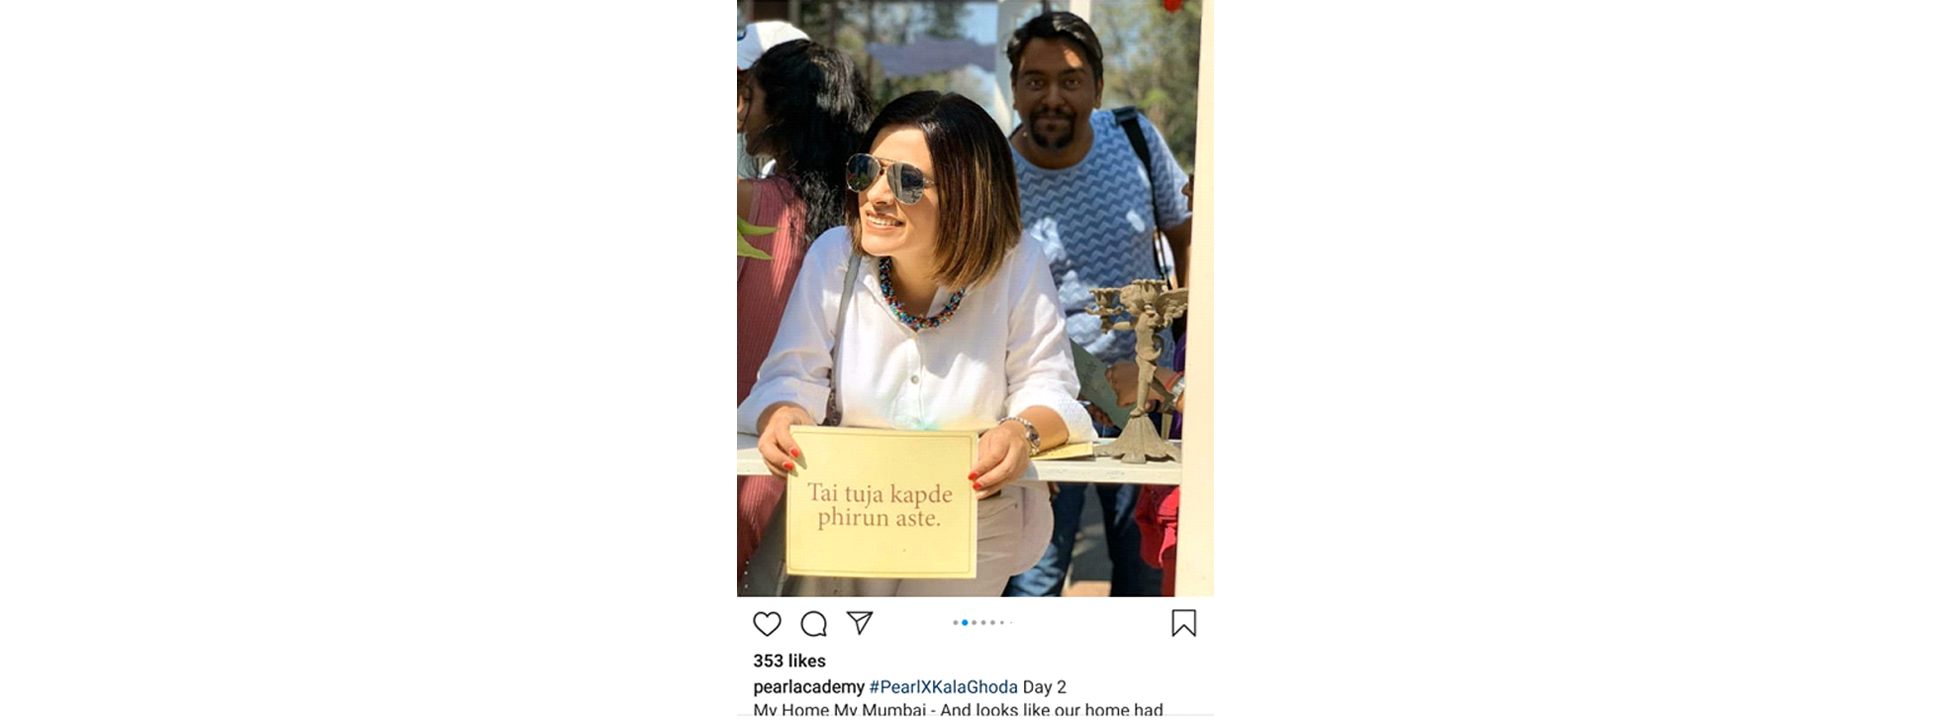 Tai tuja kapde
phirun aste.
353 likes
pearlacademy #PearlXKalaGhoda Day 2
My Home My Mumbai - And looks like our home had